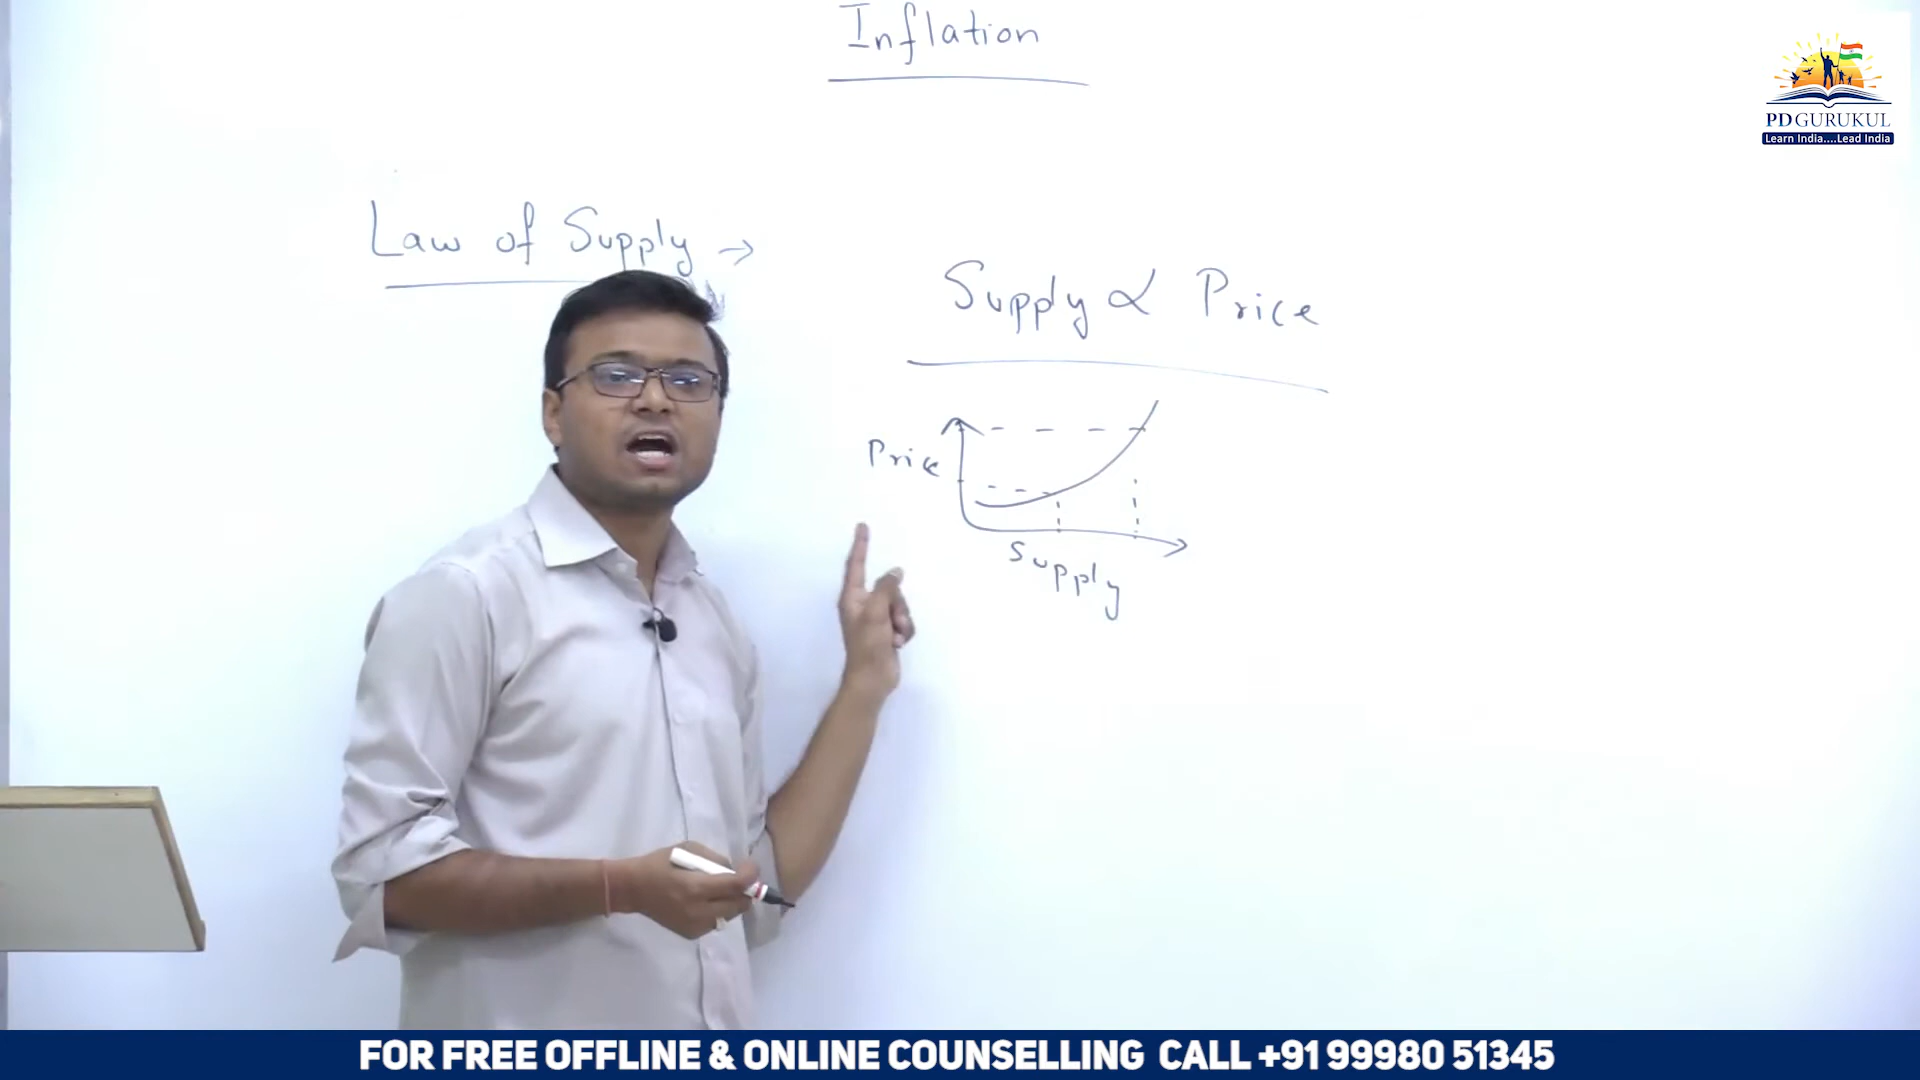 Inflation
PDGURUKUL
Learn India....Lead India
Law of Supply →
Supply ∝ Price
Price
Supply
FOR FREE OFFLINE & ONLINE COUNSELLING CALL +91 99980 51345